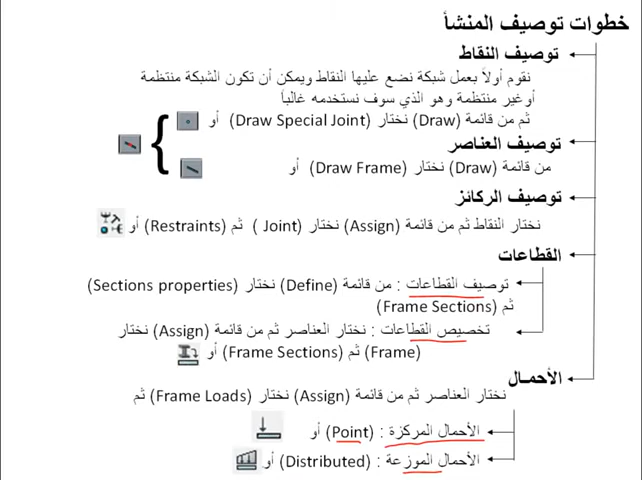 خطوات توصيف المنشأ
توصيف النقاط
نقوم أولاً بعمل شبكة نضع عليها النقاط ويمكن أن تكون الشبكة منتظمة
أوغير منتظمة وهو الذي سوف نستخدمه غالباً
ثم من قائمة (Draw) نختار (Draw Special Joint) أو
توصيف العناصر
من قائمة (Draw) نختار (Draw Frame) أو
توصيف الركائز
نختار النقاط ثم من قائمة (Assign) نختار (Joint ) ثم (Restraints) أو
القطاعات
توصيف القطاعات : من قائمة (Define) نختار (Sections properties)
ثم (Frame Sections)
تخصيص القطاعات : نختار العناصر ثم من قائمة (Assign) نختار
(Frame) ثم (Frame Sections) أو
الأحمـال
نختار العناصر ثم من قائمة (Assign) نختار (Frame Loads) ثم
الأحمال المركزة : (Point) أو
الأحمال الموزعة : (Distributed) أو